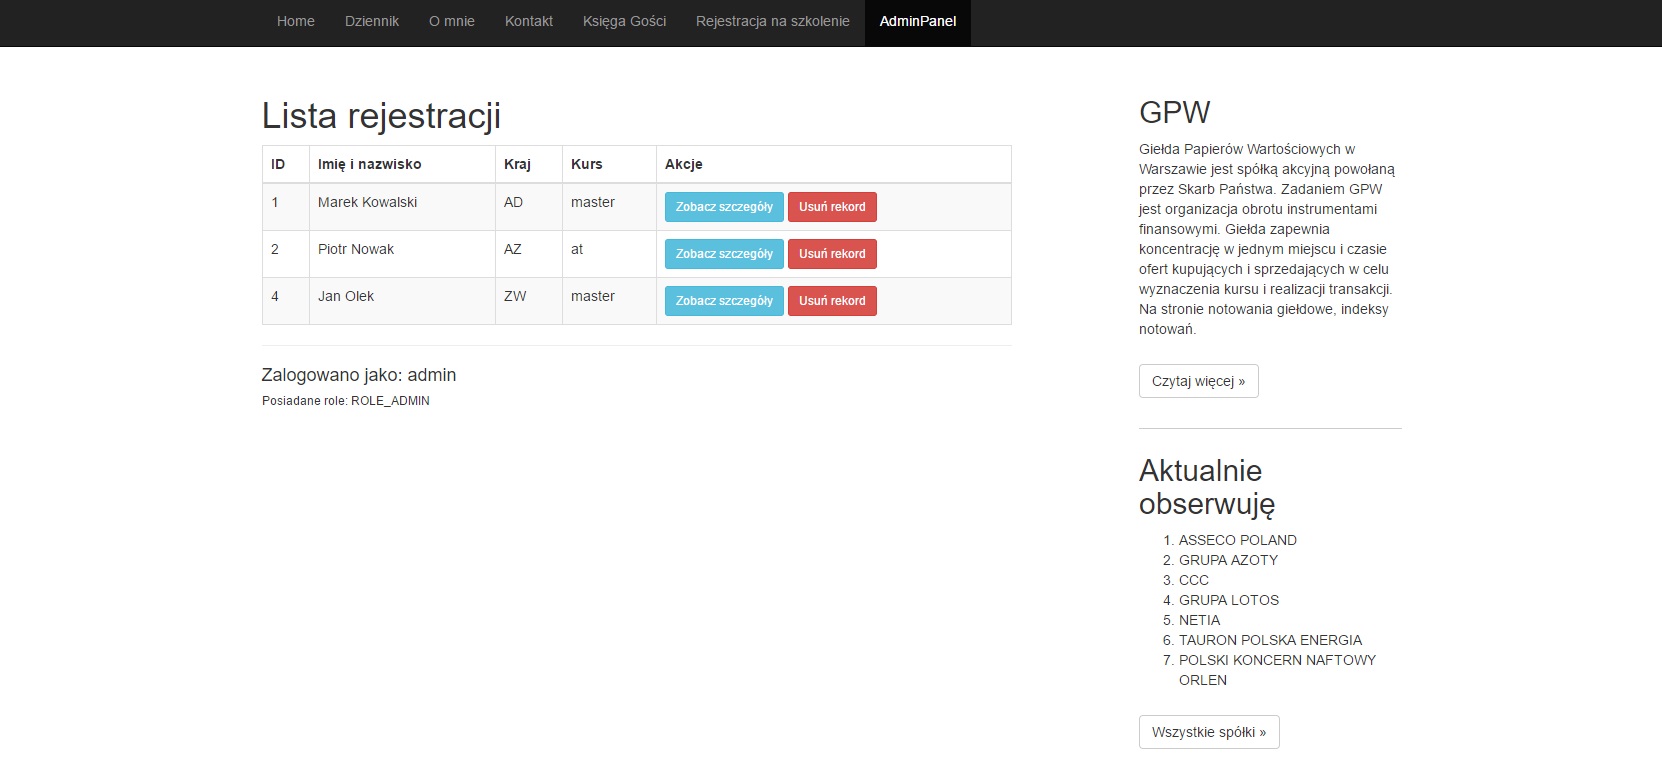 Home Dziennik O mnie Kontakt Księga Gości Rejestracja na szkolenie AdminPanel
Lista rejestracji
ID Imię i nazwisko Kraj Kurs Akcje
1 Marek Kowalski AD master Zobacz szczegóły Usuń rekord
2 Piotr Nowak AZ at Zobacz szczegóły Usuń rekord
4 Jan Olek ZW master Zobacz szczegóły Usuń rekord
Zalogowano jako: admin
Posiadane role: ROLE_ADMIN
GPW
Giełda Papierów Wartościowych w
Warszawie jest spółką akcyjną powołaną
przez Skarb Państwa. Zadaniem GPW
jest organizacja obrotu instrumentami
finansowymi. Giełda zapewnia
koncentrację w jednym miejscu i czasie
ofert kupujących i sprzedających w celu
wyznaczenia kursu i realizacji transakcji.
Na stronie notowania giełdowe, indeksy
notowań.
Czytaj więcej »
Aktualnie
obserwuję
1. ASSECO POLAND
2. GRUPA AZOTY
3. CCC
4. GRUPA LOTOS
5. NETIA
6. TAURON POLSKA ENERGIA
7. POLSKI KONCERN NAFTOWY
ORLEN
Wszystkie spółki »